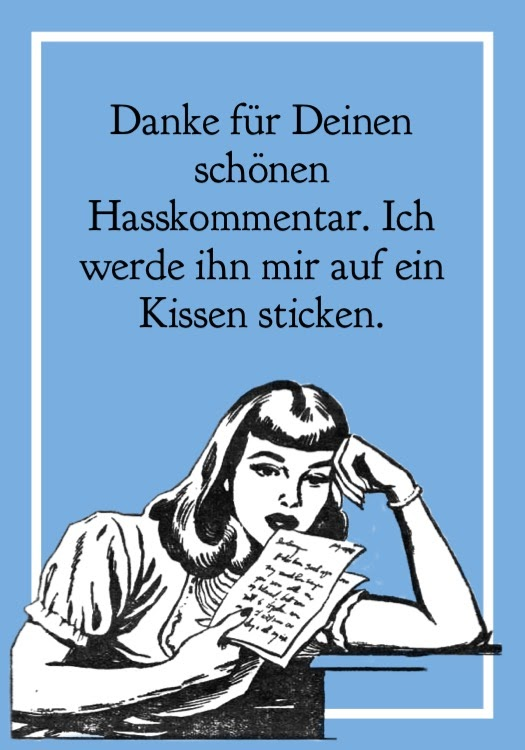 Danke für Deinen
schönen
Hasskommentar. Ich
werde ihn mir auf ein
Kissen sticken.